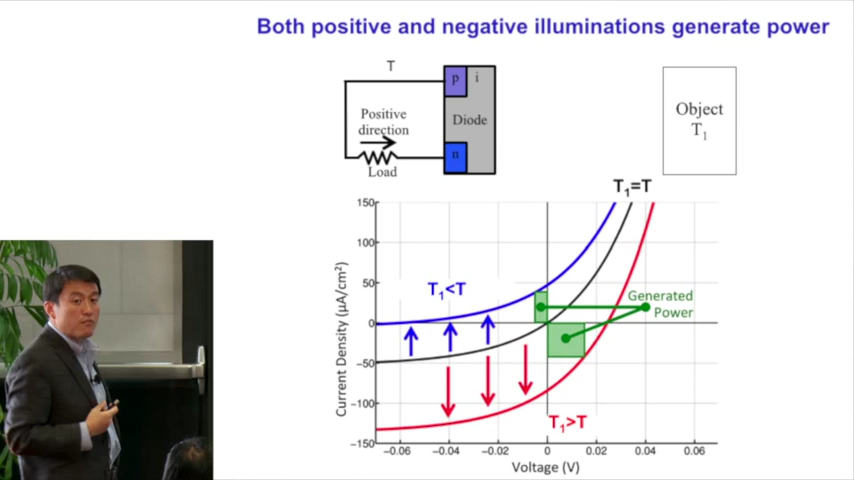 Both positive and negative illuminations generate power
T
p i
Positive
direction
Diode
n
Load
Object
T₁
T₁=T
150
100
50
0
−50
−100
−150
Current Density (µA/cm²)
T₁<T
Generated
Power
T₁>T
−0.06 −0.04 −0.02 0 0.02 0.04 0.06
Voltage (V)